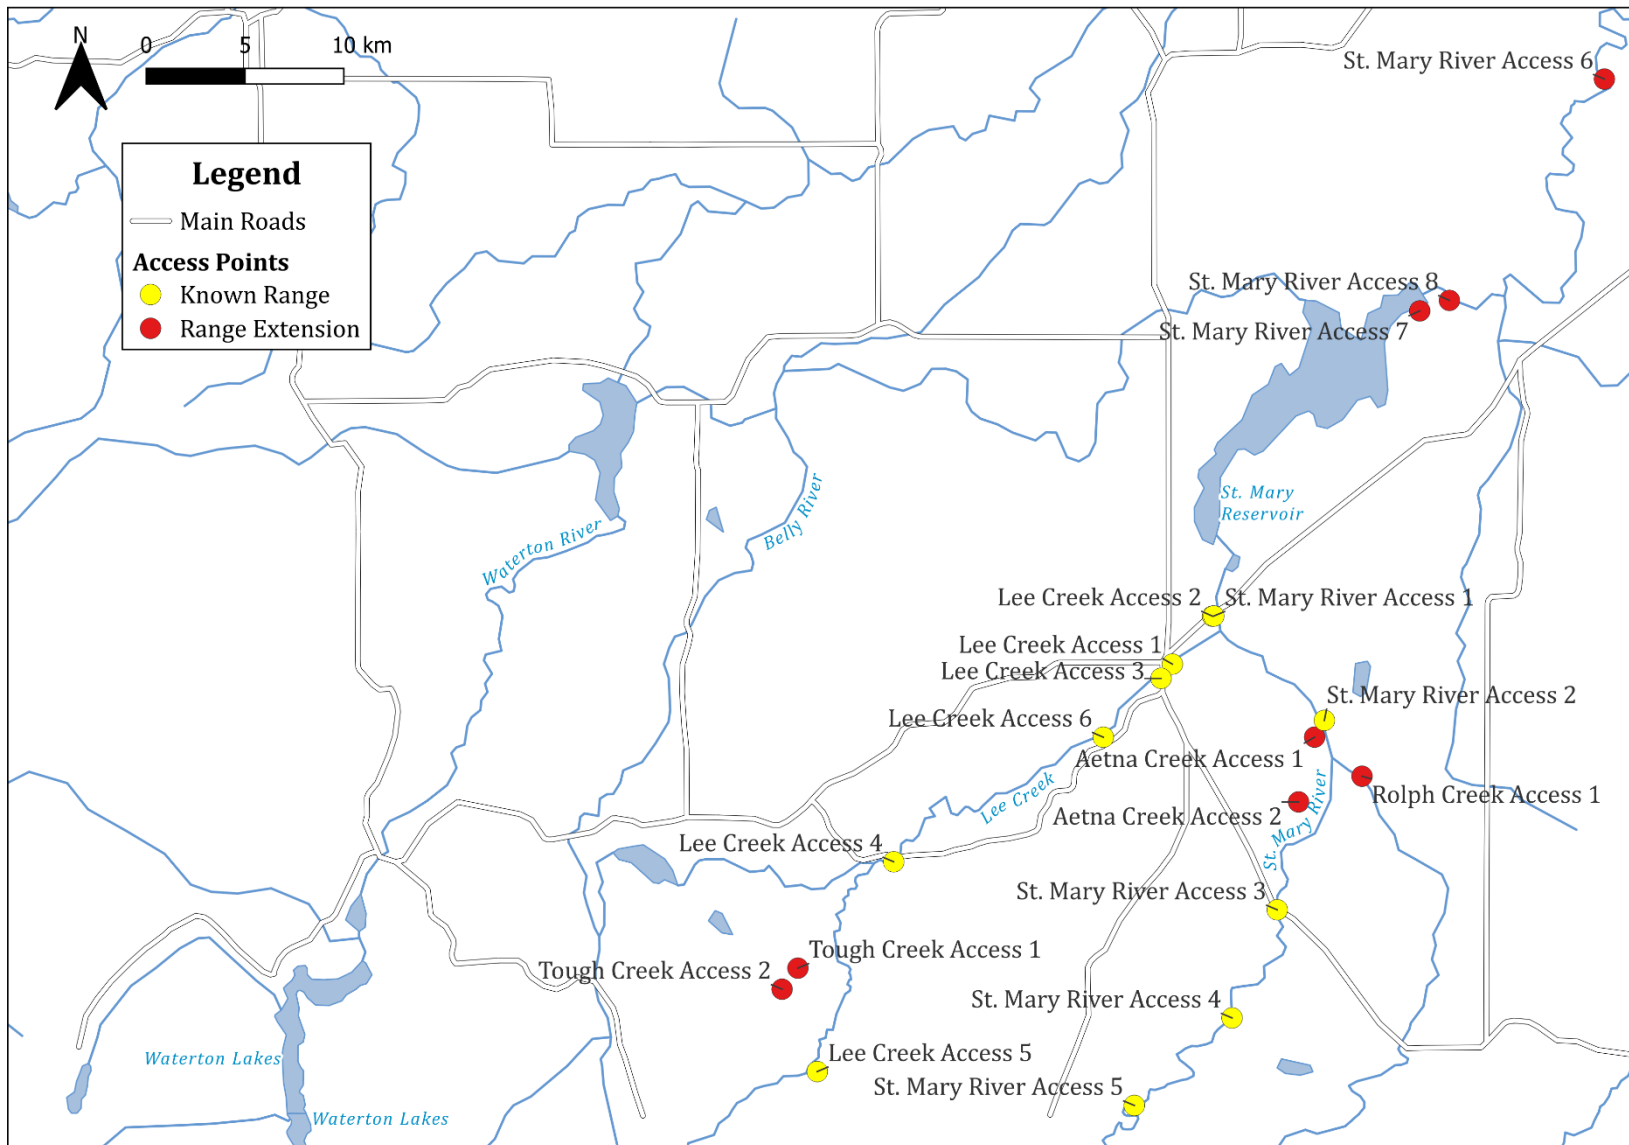 N
0 5 10 km
St. Mary River Access 6
Legend
Main Roads
Access Points
Known Range
Range Extension
St. Mary River Access 8
St. Mary River Access 7
St. Mary
Reservoir
Belly River
Waterton River
Lee Creek Access 2
St. Mary River Access 1
Lee Creek Access 1
Lee Creek Access 3
St. Mary River Access 2
Lee Creek Access 6
Aetna Creek Access 1
Lee Creek
Rolph Creek Access 1
Aetna Creek Access 2
St. Mary River
Lee Creek Access 4
St. Mary River Access 3
Tough Creek Access 1
Tough Creek Access 2
St. Mary River Access 4
Lee Creek Access 5
Waterton Lakes
St. Mary River Access 5
Waterton Lakes